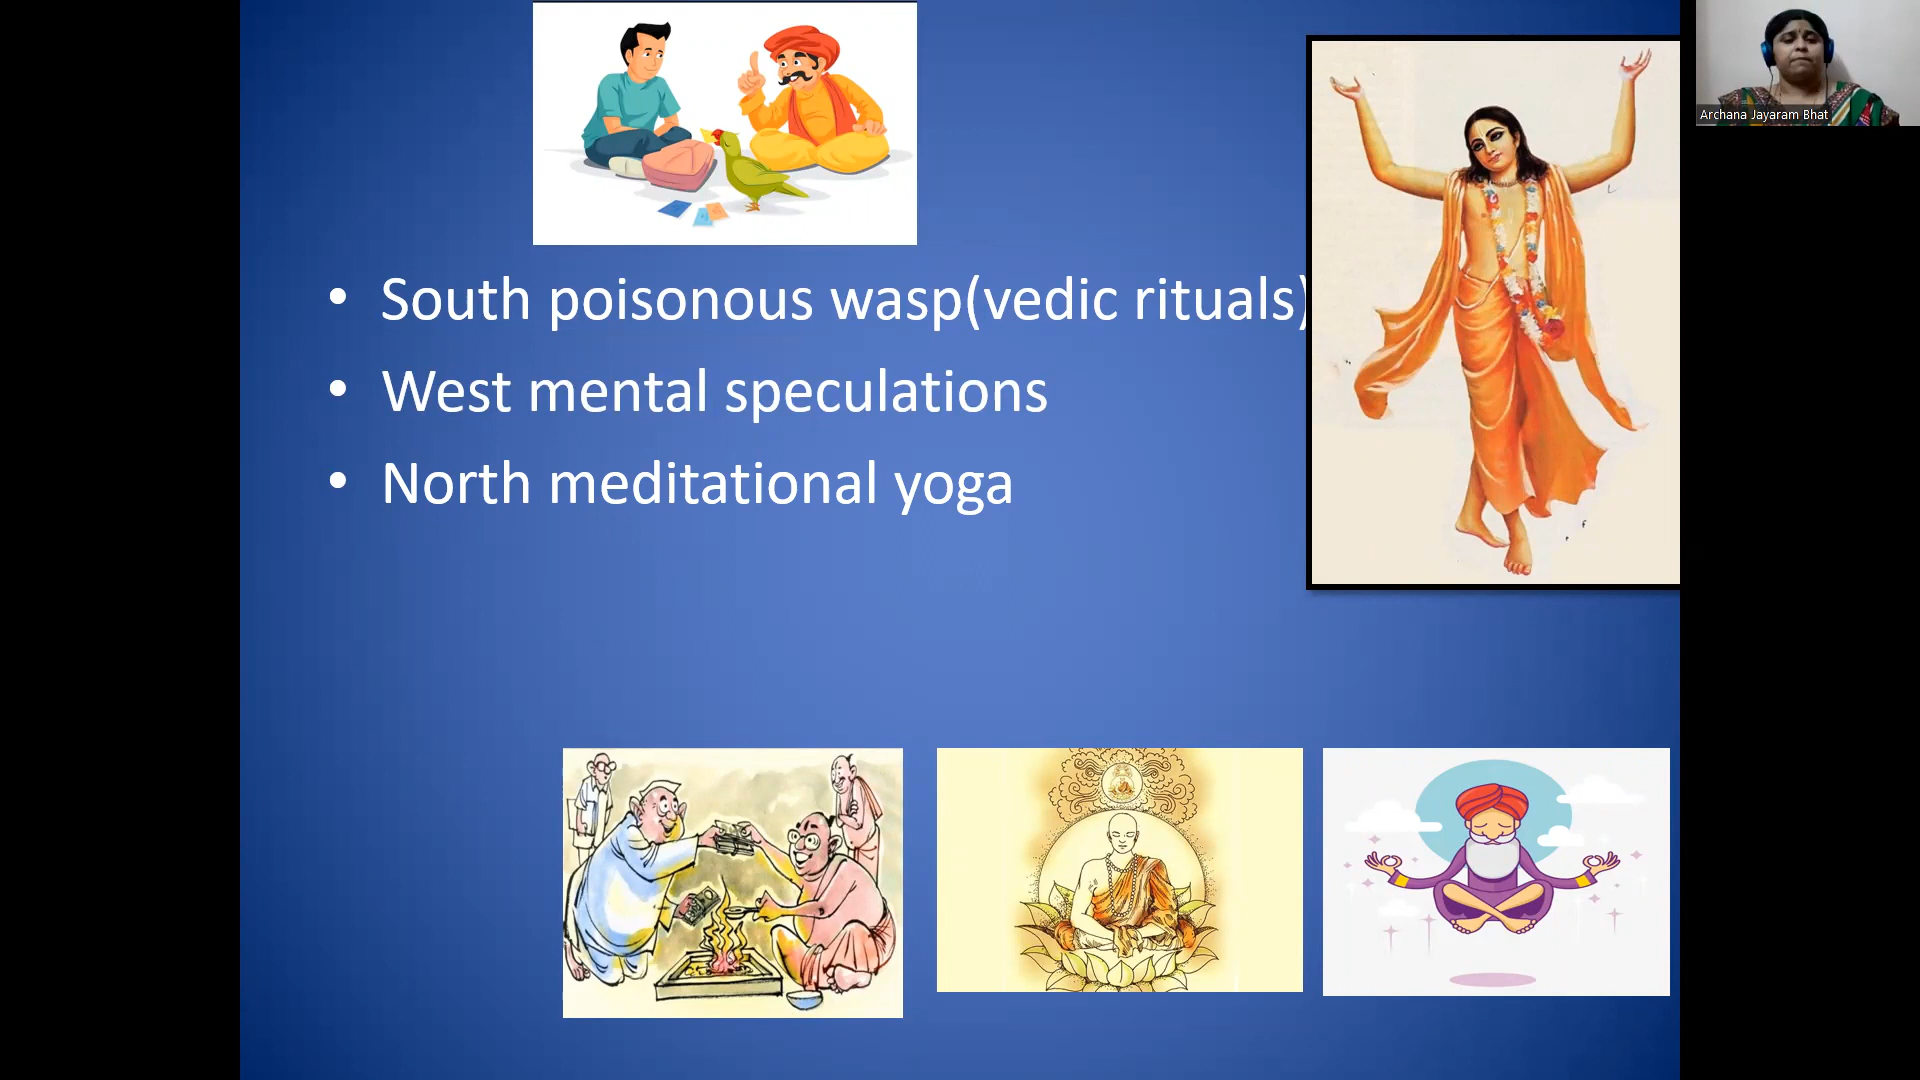 • South poisonous wasp(vedic rituals)
• West mental speculations
• North meditational yoga
Archana Jayaram Bhat